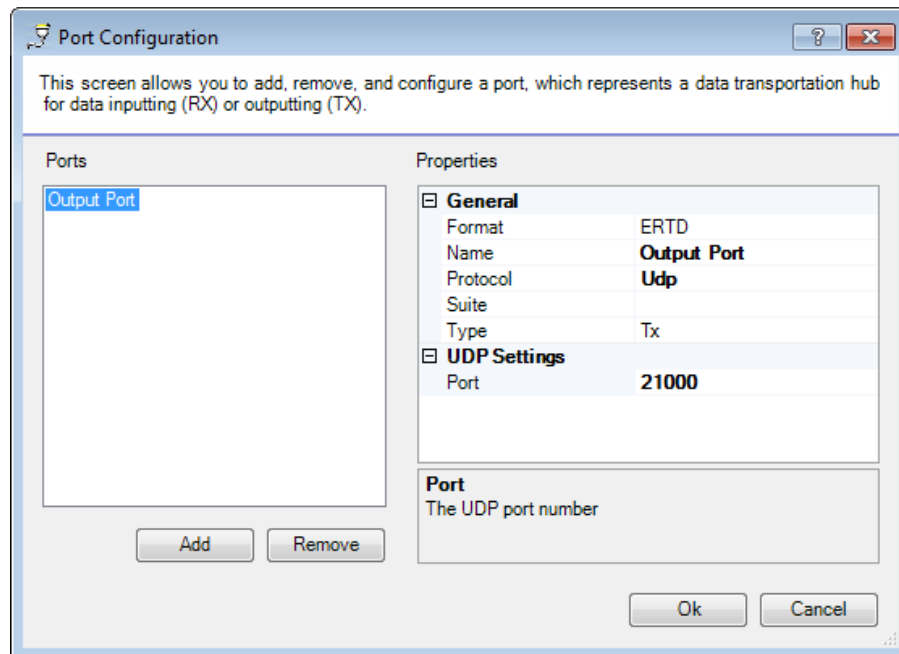 Port Configuration
This screen allows you to add, remove, and configure a port, which represents a data transportation hub
for data inputting (RX) or outputting (TX).
Ports
Output Port
Add Remove
Properties
General
Format ERTD
Name Output Port
Protocol Udp
Suite
Type Tx
UDP Settings
Port 21000
Port
The UDP port number
Ok Cancel